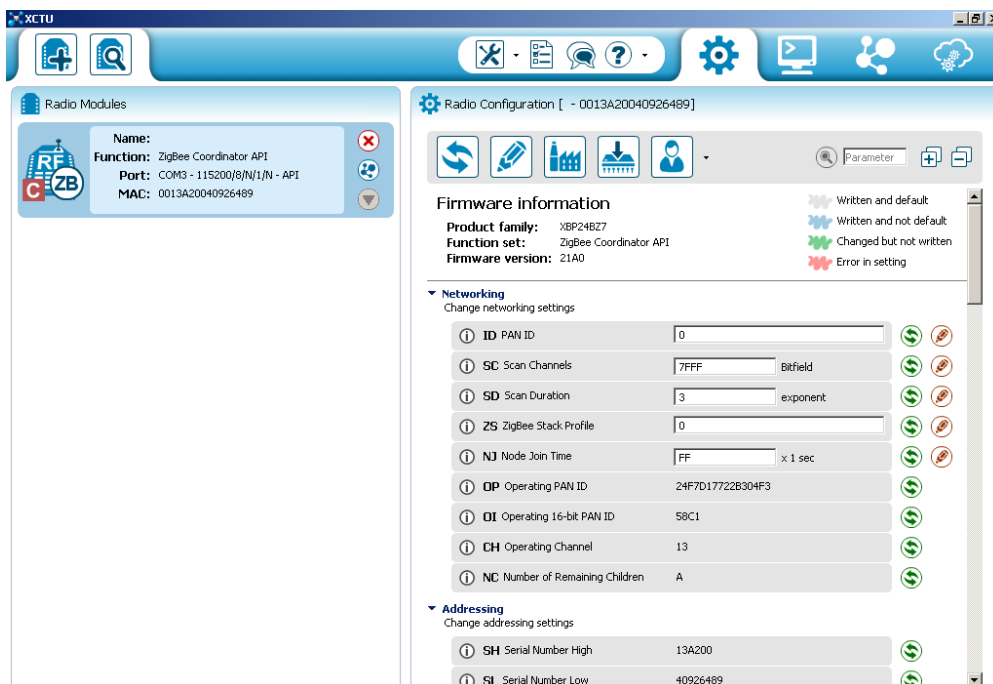 XCTU
Radio Modules
Name:
Function: ZigBee Coordinator API
Port: COM3 - 115200/8/N/1/N - API
MAC: 0013A20040926489
RF
C
ZB
Radio Configuration [  - 0013A20040926489]
Parameter
Firmware information
Product family: XBP24BZ7
Function set: ZigBee Coordinator API
Firmware version: 21A0
Written and default
Written and not default
Changed but not written
Error in setting
Networking
Change networking settings
i ID PAN ID 0
i SC Scan Channels 7FFF Bitfield
i SD Scan Duration 3 exponent
i ZS ZigBee Stack Profile 0
i NJ Node Join Time FF x 1 sec
i OP Operating PAN ID 24F7D17722B304F3
i OI Operating 16-bit PAN ID 58C1
i CH Operating Channel 13
i NC Number of Remaining Children A
Addressing
Change addressing settings
i SH Serial Number High 13A200
i SL Serial Number Low 40926489